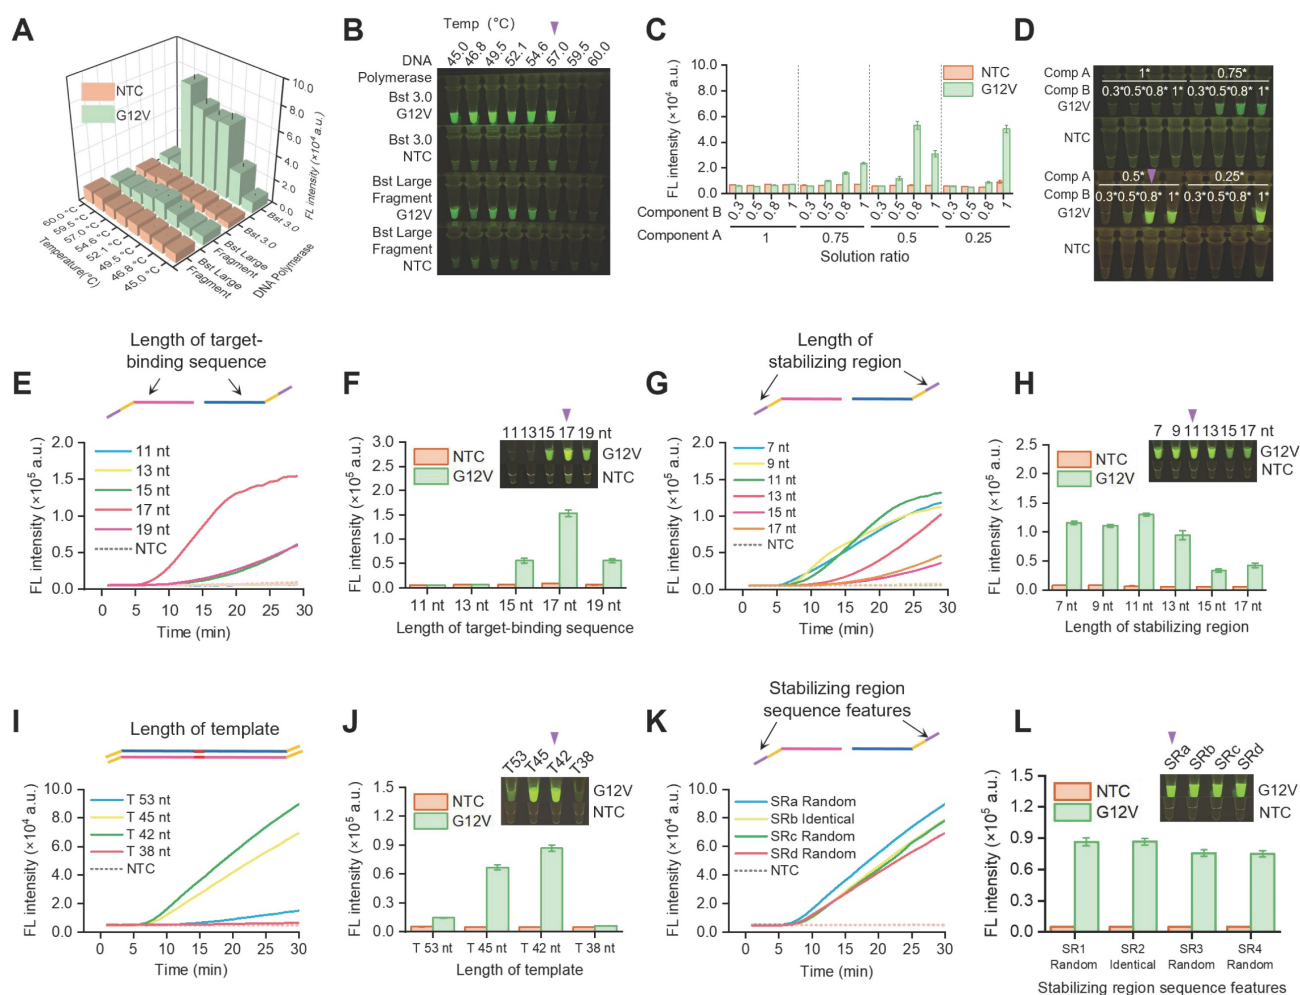 A
NTC
G12V
10.0
8.0
6.0
4.0
2.0
0.0
FL intensity (×10⁴ a.u.)
60.0 °C
59.5 °C
57.0 °C
54.6 °C
52.1 °C
49.5 °C
46.8 °C
45.0 °C
Temperature(°C)
Bst 3.0
Bst 3.0
Bst Large Fragment
Bst Large Fragment
DNA Polymerase
B
Temp (°C)
DNA Polymerase
45.0 46.8 49.5 52.1 54.6 57.0 59.5 60.0
Bst 3.0
G12V
Bst 3.0
NTC
Bst Large
Fragment
G12V
Bst Large
Fragment
NTC
C
NTC
G12V
FL intensity (×10⁴ a.u.)
10.0
8.0
6.0
4.0
2.0
0.0
Component B 0.3 0.5 0.8 1 0.3 0.5 0.8 1 0.3 0.5 0.8 1 0.3 0.5 0.8 1
Component A 1 0.75 0.5 0.25
Solution ratio
D
Comp A 1* 0.75*
Comp B 0.3* 0.5* 0.8* 1* 0.3* 0.5* 0.8* 1*
G12V
NTC
Comp A 0.5* 0.25*
Comp B 0.3* 0.5* 0.8* 1* 0.3* 0.5* 0.8* 1*
G12V
NTC
E
Length of target-
binding sequence
FL intensity (×10⁵ a.u.)
2.0
1.5
1.0
0.5
0.0
11 nt
13 nt
15 nt
17 nt
19 nt
NTC
0 5 10 15 20 25 30
Time (min)
F
11 13 15 17 19 nt
G12V
NTC
NTC
G12V
FL intensity (×10⁵ a.u.)
3.0
2.5
2.0
1.5
1.0
0.5
0.0
11 nt 13 nt 15 nt 17 nt 19 nt
Length of target-binding sequence
G
Length of
stabilizing region
FL intensity (×10⁵ a.u.)
2.0
1.5
1.0
0.5
0.0
7 nt
9 nt
11 nt
13 nt
15 nt
17 nt
NTC
0 5 10 15 20 25 30
Time (min)
H
7 9 11 13 15 17 nt
G12V
NTC
NTC
G12V
FL intensity (×10⁵ a.u.)
2.5
2.0
1.5
1.0
0.5
0.0
7 nt 9 nt 11 nt 13 nt 15 nt 17 nt
Length of stabilizing region
I
Length of template
FL intensity (×10⁴ a.u.)
10.0
8.0
6.0
4.0
2.0
0.0
T 53 nt
T 45 nt
T 42 nt
T 38 nt
NTC
0 5 10 15 20 25 30
Time (min)
J
T53 T45 T42 T38
G12V
NTC
NTC
G12V
FL intensity (×10⁵ a.u.)
1.5
1.2
0.9
0.6
0.3
0.0
T 53 nt T 45 nt T 42 nt T 38 nt
Length of template
K
Stabilizing region
sequence features
FL intensity (×10⁴ a.u.)
10.0
8.0
6.0
4.0
2.0
0.0
SRa Random
SRb Identical
SRc Random
SRd Random
NTC
0 5 10 15 20 25 30
Time (min)
L
SRa SRb SRc SRd
G12V
NTC
NTC
G12V
FL intensity (×10⁵ a.u.)
1.5
1.2
0.9
0.6
0.3
0.0
SR1 SR2 SR3 SR4
Random Identical Random Random
Stabilizing region sequence features